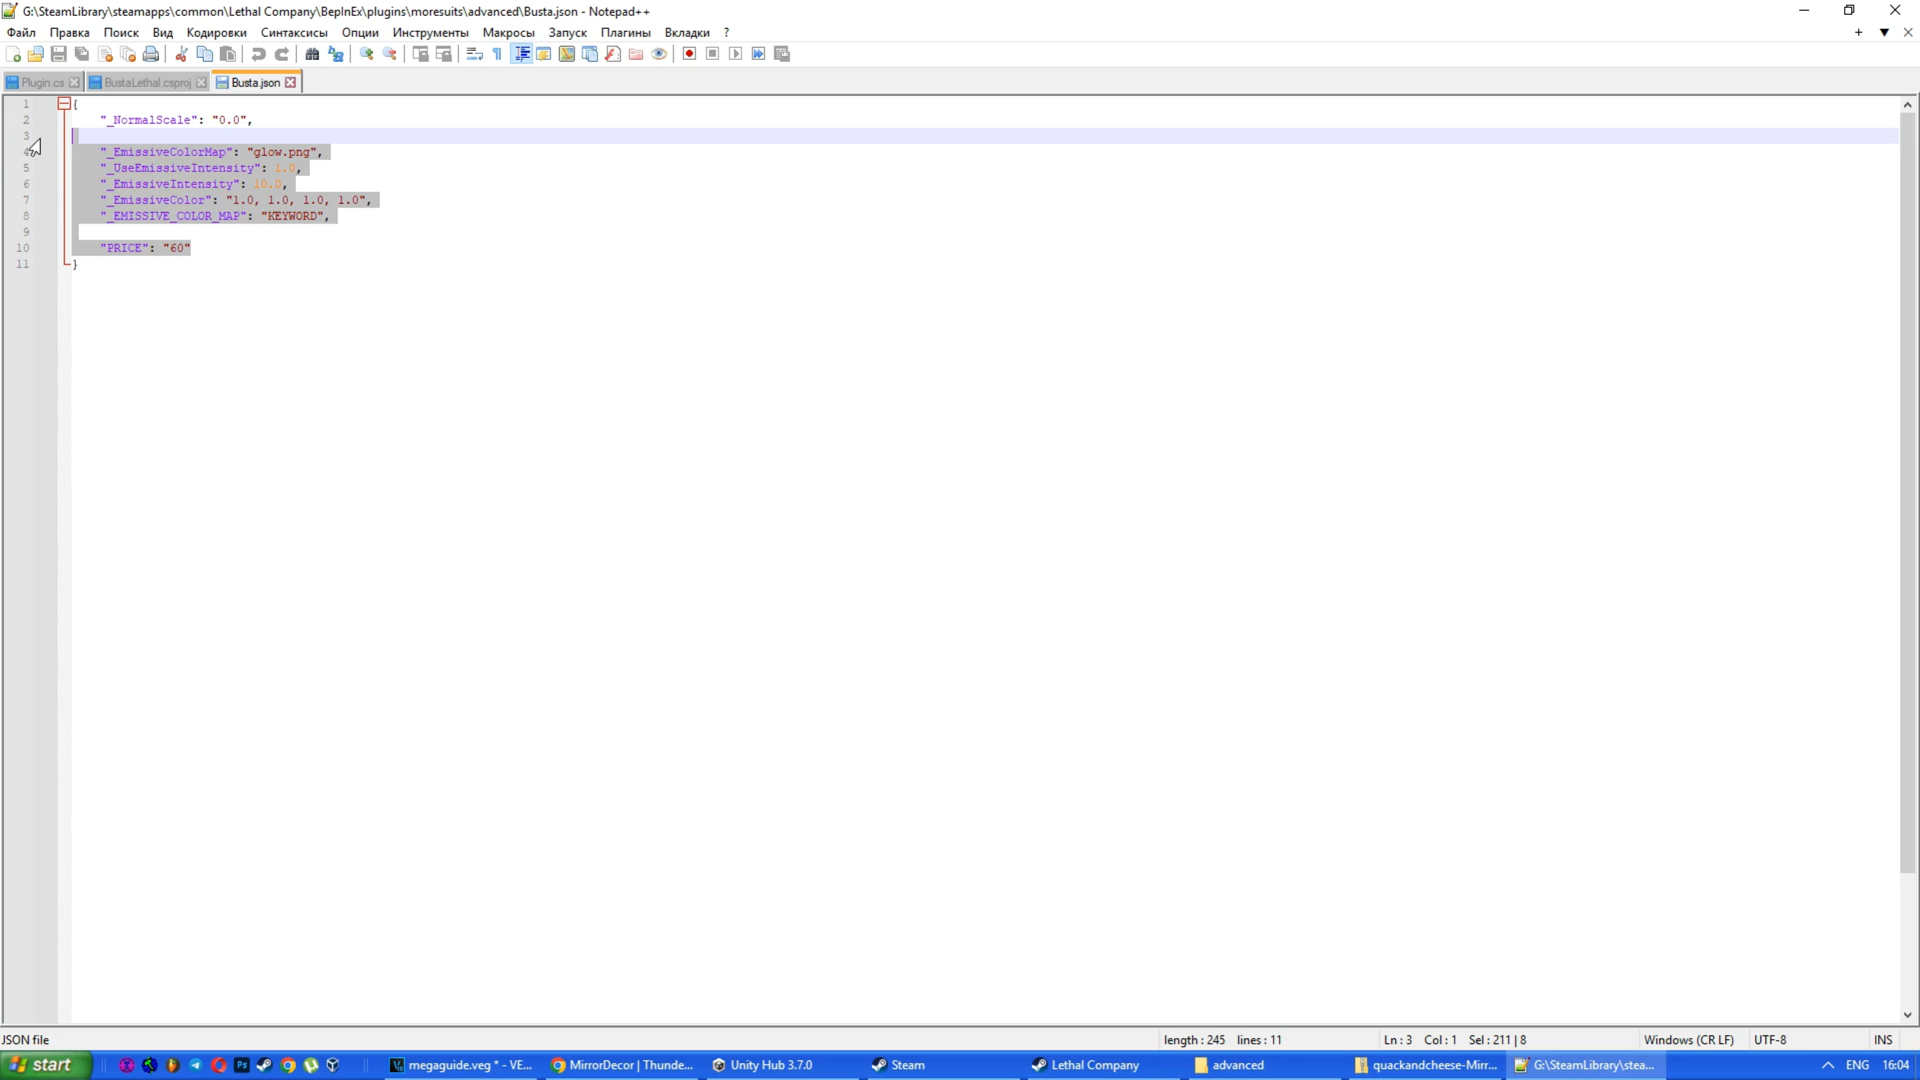 G:\SteamLibrary\steamapps\common\Lethal Company\BepInEx\plugins\moresuits\advanced\Busta.json - Notepad++
Файл Правка Поиск Вид Кодировки Синтаксисы Опции Инструменты Макросы Запуск Плагины Вкладки ?
Plugin.cs BustaLethal.csproj Busta.json
1 {
2 "_NormalScale": "0.0",
3
4 "_EmissiveColorMap": "glow.png",
5 "_UseEmissiveIntensity": 1.0,
6 "_EmissiveIntensity": 10.0,
7 "_EmissiveColor": "1.0, 1.0, 1.0, 1.0",
8 "_EMISSIVE_COLOR_MAP": "KEYWORD",
9
10 "PRICE": "60"
11 }
JSON file length : 245 lines : 11 Ln : 3 Col : 1 Sel : 211 | 8 Windows (CR LF) UTF-8 INS
start megaguide.veg * - VE... MirrorDecor | Thunde... Unity Hub 3.7.0 Steam Lethal Company advanced quackandcheese-Mirr... G:\SteamLibrary\stea... ENG 16:04